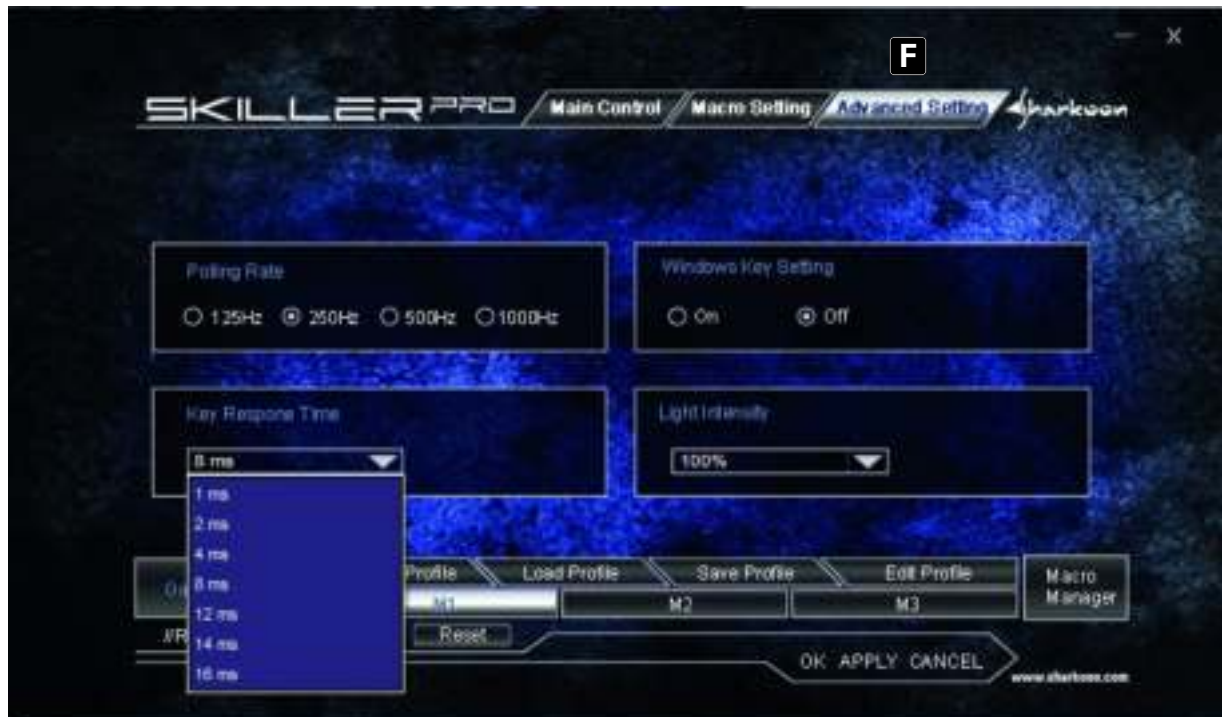 F
SKILLER PRO Main Control Macro Setting Advanced Setting Sharkoon
Polling Rate
125Hz 250Hz 500Hz 1000Hz
Windows Key Setting
On Off
Key Respone Time
8 ms
1 ms
2 ms
4 ms
8 ms
12 ms
14 ms
16 ms
Light Intensity
100%
Profile Load Profile Save Profile Edit Profile
M1 M2 M3
Macro
Manager
Reset
OK APPLY CANCEL
www.sharkoon.com